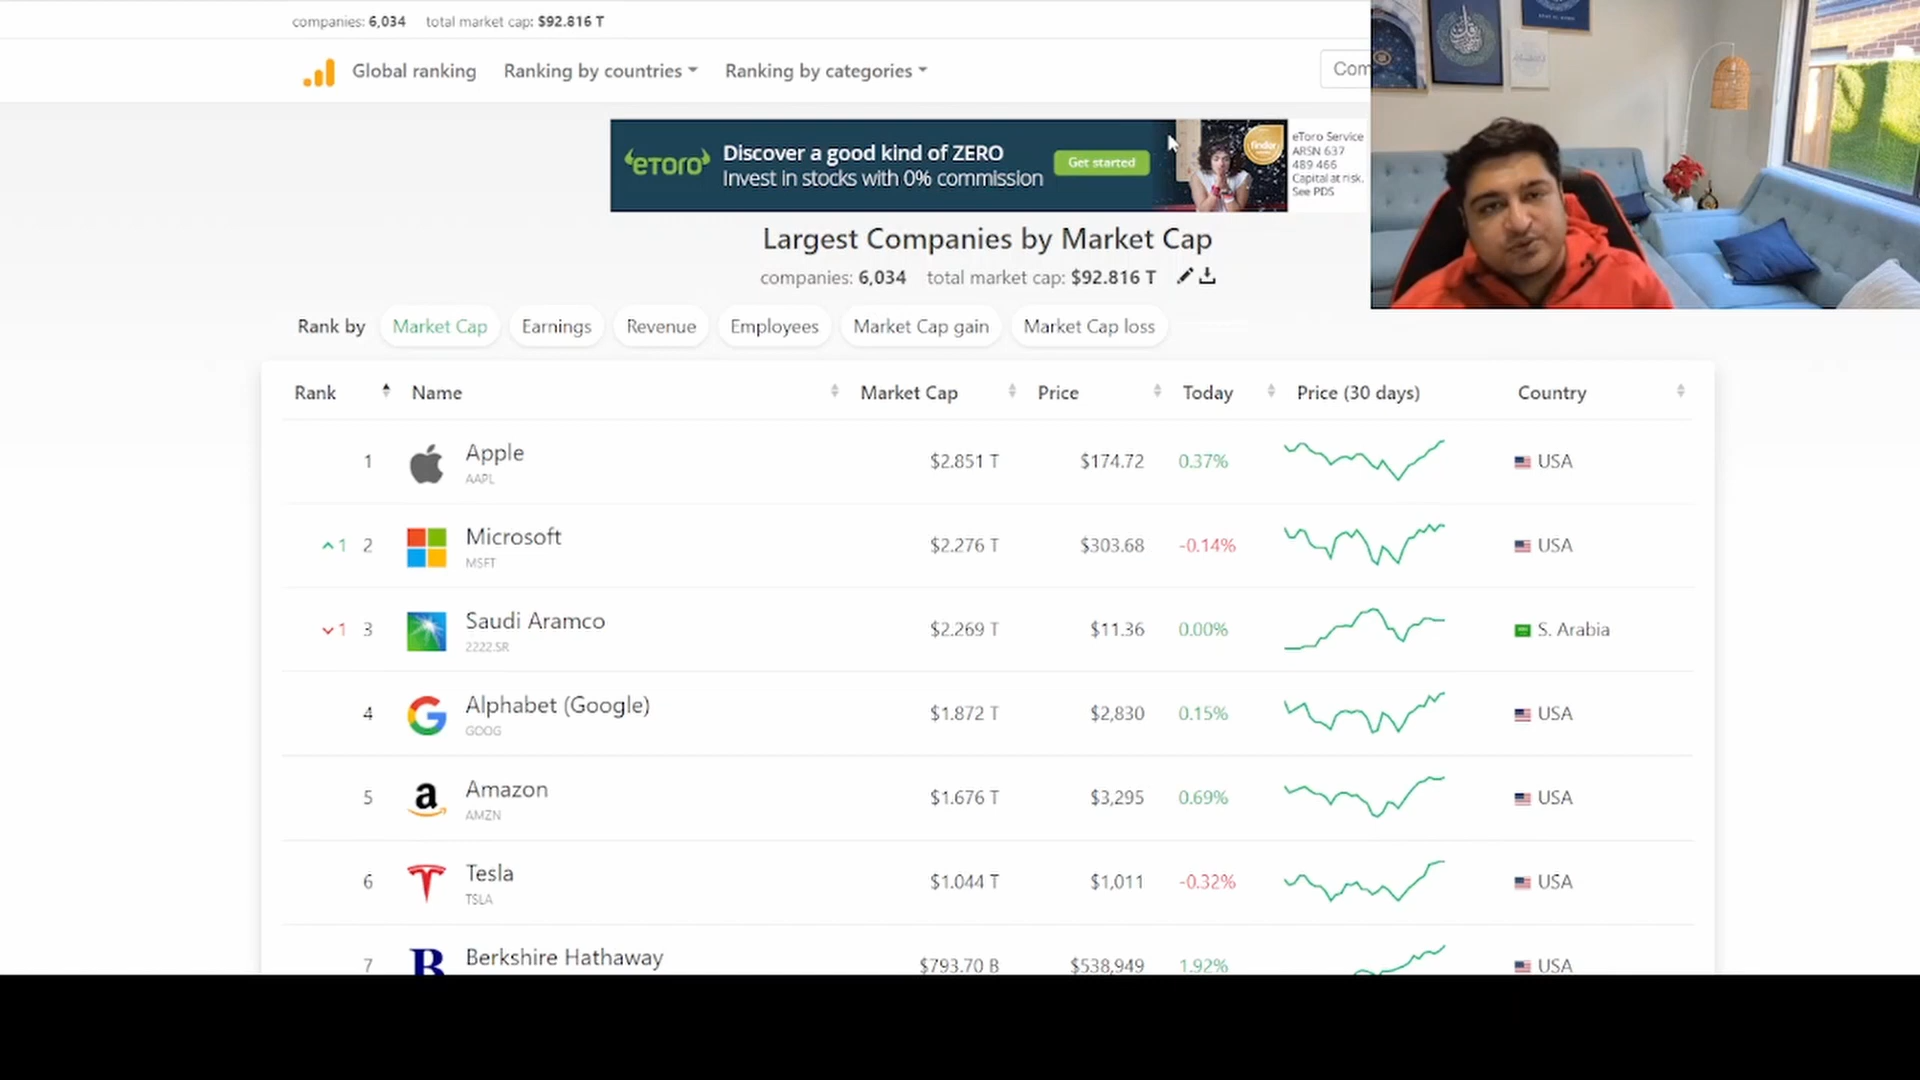 companies: 6,034 total market cap: $92.816 T
Global ranking Ranking by countries Ranking by categories Com
eToro Discover a good kind of ZERO
Invest in stocks with 0% commission
Get started
finder
eToro Service
ARSN 637
489 466
Capital at risk.
See PDS
Largest Companies by Market Cap
companies: 6,034 total market cap: $92.816 T
Rank by Market Cap Earnings Revenue Employees Market Cap gain Market Cap loss
Rank Name Market Cap Price Today Price (30 days) Country
1 Apple $2.851 T $174.72 0.37% USA
AAPL
1 2 Microsoft $2.276 T $303.68 -0.14% USA
MSFT
1 3 Saudi Aramco $2.269 T $11.36 0.00% S. Arabia
2222.SR
4 Alphabet (Google) $1.872 T $2,830 0.15% USA
GOOG
5 Amazon $1.676 T $3,295 0.69% USA
AMZN
6 Tesla $1.044 T $1,011 -0.32% USA
TSLA
7 Berkshire Hathaway $793.70 B $538,949 1.92% USA